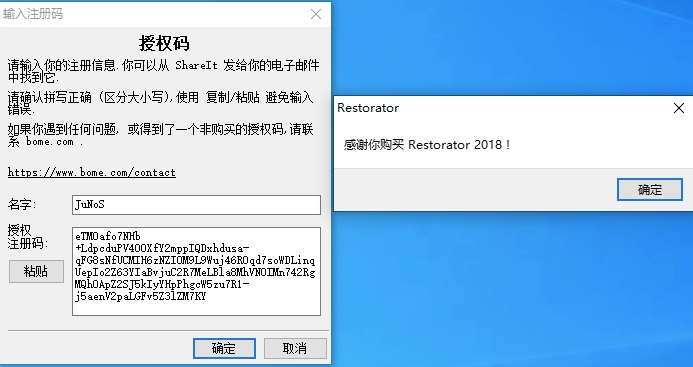 输入注册码
授权码
请输入你的注册信息.你可以从 ShareIt 发给你的电子邮件
中找到它.
请确认拼写正确 (区分大小写),使用 复制/粘贴 避免输入
错误.
如果你遇到任何问题, 或得到了一个非购买的授权码,请联
系 bome.com .
https://www.bome.com/contact
名字:
JuNoS
授权
注册码:
粘贴
确定
取消
Restorator
感谢你购买 Restorator 2018！
确定